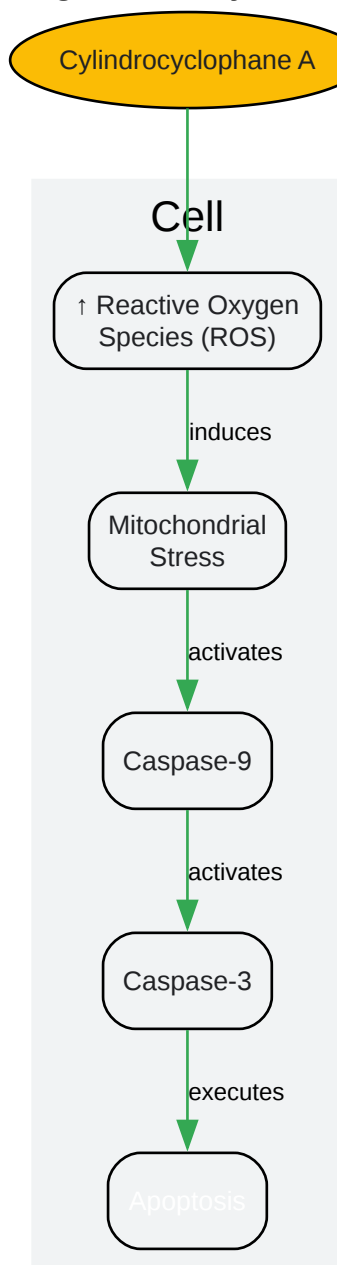 Cylindrocyclophane A
Cell
↑ Reactive Oxygen
Species (ROS)
induces
Mitochondrial
Stress
activates
Caspase-9
activates
Caspase-3
executes
Apoptosis